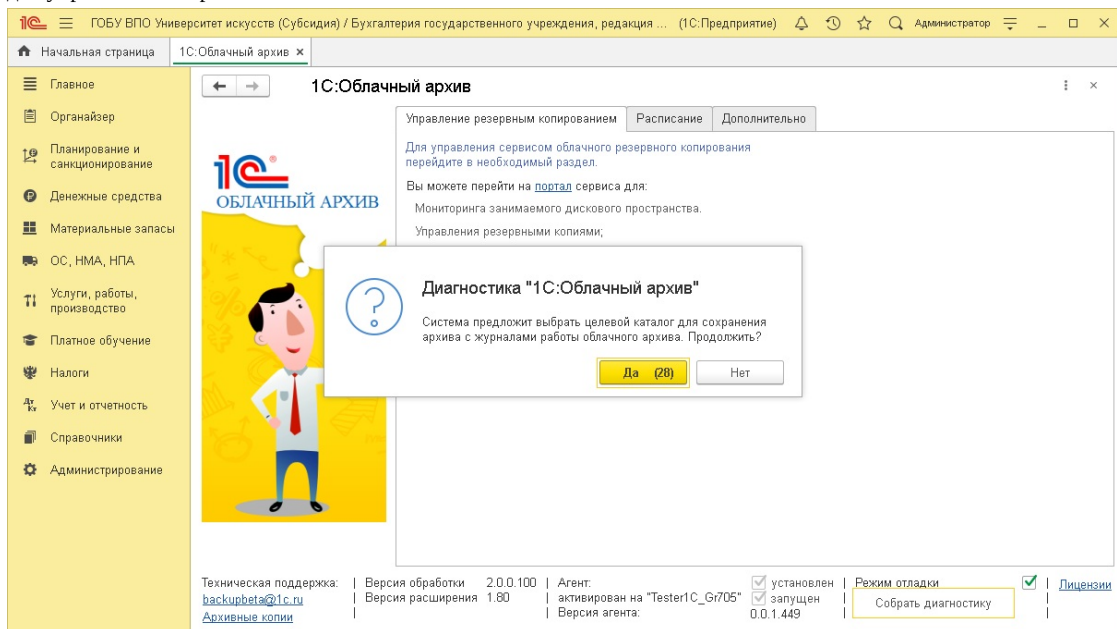 1С ГОБУ ВПО Университет искусств (Субсидия) / Бухгалтерия государственного учреждения, редакция ... (1С:Предприятие) Администратор
Начальная страница 1С:Облачный архив ×
Главное
Органайзер
Планирование и
санкционирование
Денежные средства
Материальные запасы
ОС, НМА, НПА
Услуги, работы,
производство
Платное обучение
Налоги
Учет и отчетность
Справочники
Администрирование
1С:Облачный архив
1С
ОБЛАЧНЫЙ АРХИВ
Управление резервным копированием Расписание Дополнительно
Для управления сервисом облачного резервного копирования
перейдите в необходимый раздел.
Вы можете перейти на портал сервиса для:
Мониторинга занимаемого дискового пространства.
Управления резервными копиями;
Диагностика "1С:Облачный архив"
Система предложит выбрать целевой каталог для сохранения
архива с журналами работы облачного архива. Продолжить?
Да (28) Нет
Техническая поддержка:
backupbeta@1c.ru
Архивные копии
Версия обработки 2.0.0.100
Версия расширения 1.80
Агент: установлен
активирован на "Tester1C_Gr705" запущен
Версия агента: 0.0.1.449
Режим отладки
Собрать диагностику
Лицензии